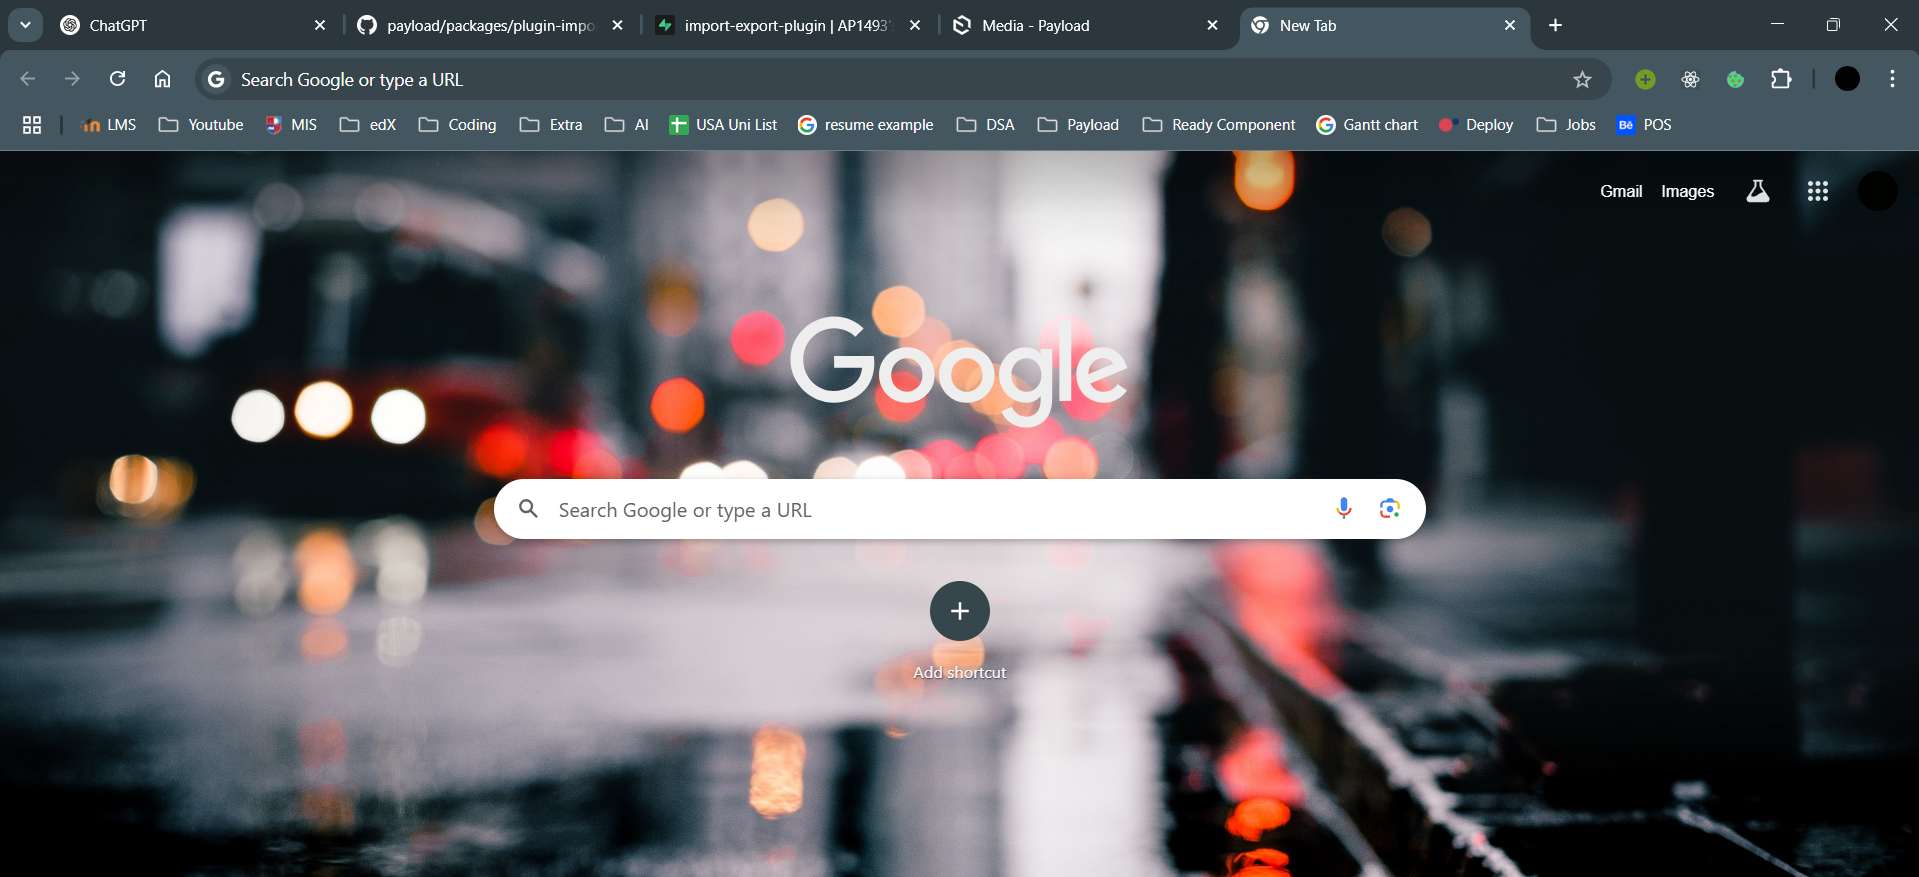 ChatGPT
payload/packages/plugin-impo
import-export-plugin | AP1493
Media - Payload
New Tab
Search Google or type a URL
LMS
Youtube
MIS
edX
Coding
Extra
AI
USA Uni List
resume example
DSA
Payload
Ready Component
Gantt chart
Deploy
Jobs
Bē
POS
Gmail
Images
Google
Search Google or type a URL
Add shortcut